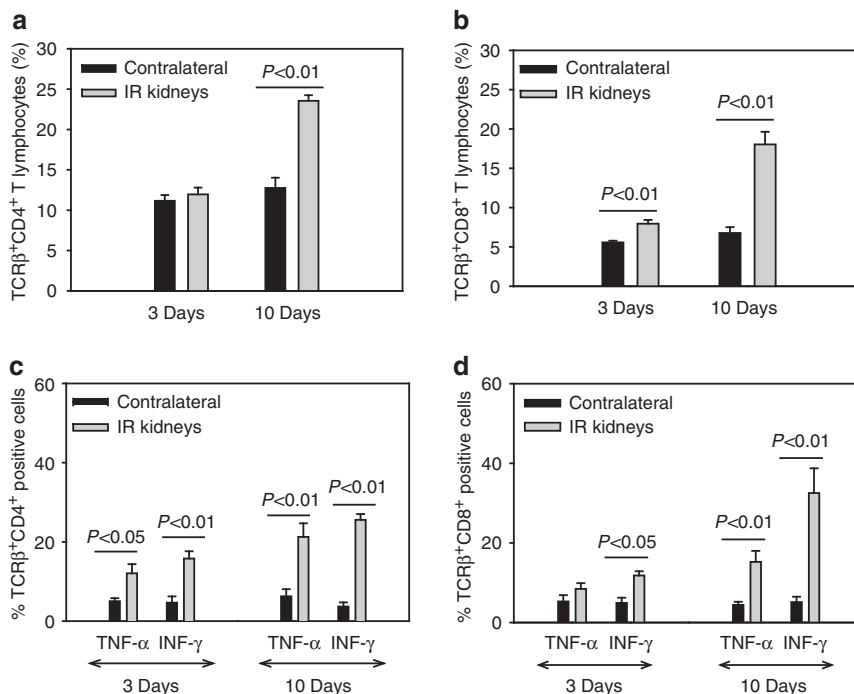 a
TCRβ⁺CD4⁺ T lymphocytes (%)
30
25
20
15
10
5
0
Contralateral
IR kidneys
P<0.01
3 Days
10 Days
b
TCRβ⁺CD8⁺ T lymphocytes (%)
30
25
20
15
10
5
0
Contralateral
IR kidneys
P<0.01
P<0.01
3 Days
10 Days
c
% TCRβ⁺CD4⁺ positive cells
60
40
20
0
Contralateral
IR kidneys
P<0.05
P<0.01
P<0.01
P<0.01
TNF-α INF-γ TNF-α INF-γ
3 Days
10 Days
d
% TCRβ⁺CD8⁺ positive cells
60
40
20
0
Contralateral
IR kidneys
P<0.05
P<0.01
P<0.01
TNF-α INF-γ TNF-α INF-γ
3 Days
10 Days